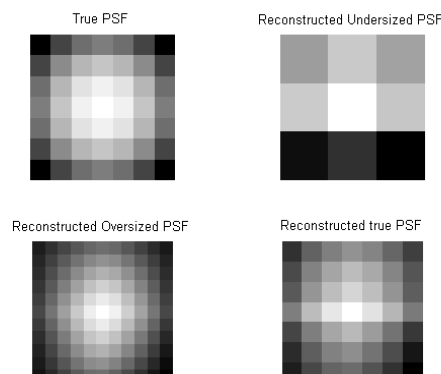 True PSF
Reconstructed Undersized PSF
Reconstructed Oversized PSF
Reconstructed true PSF